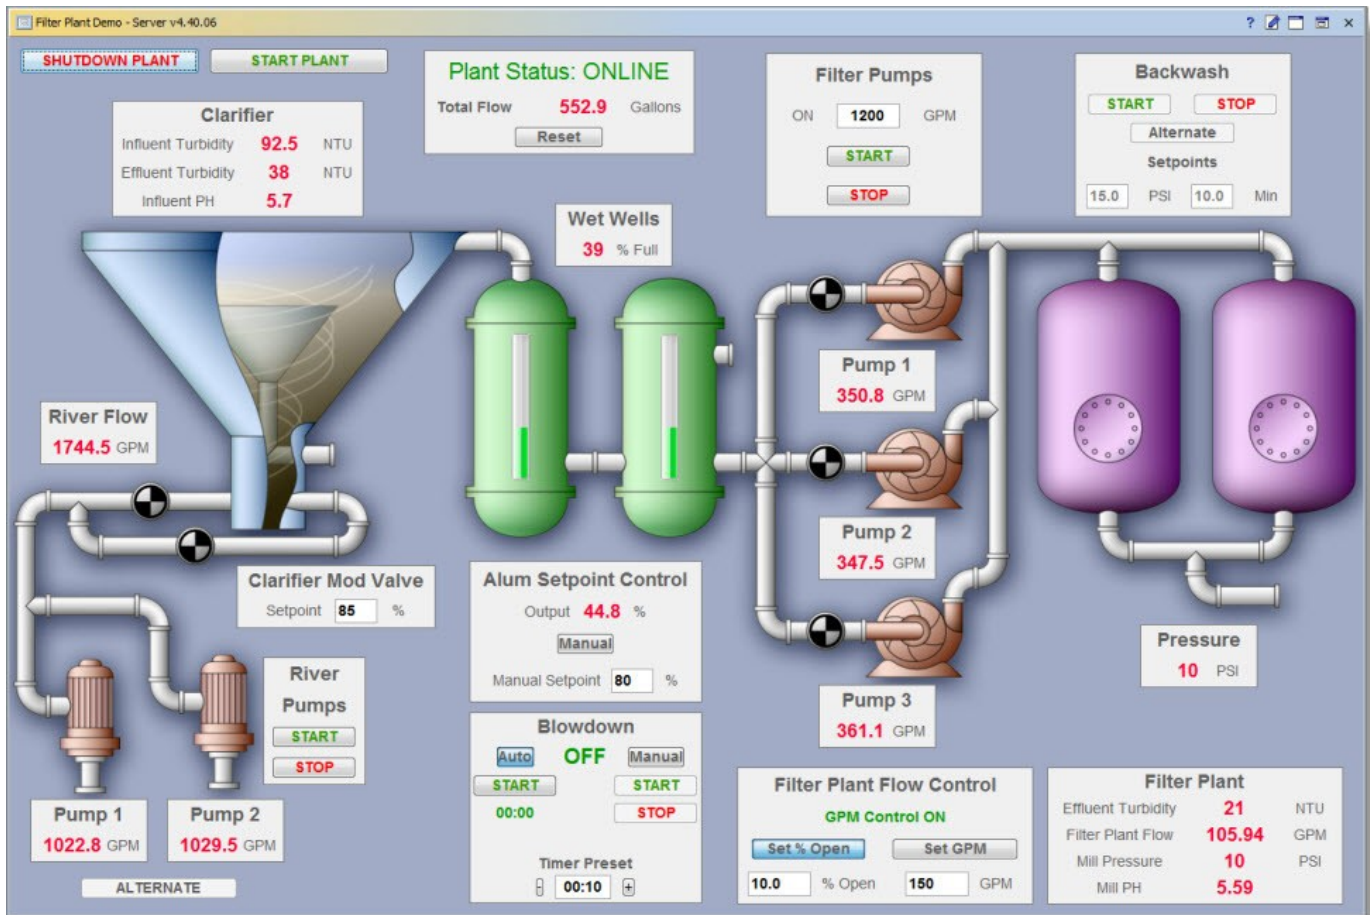 Filter Plant Demo - Server v4.40.06
?
SHUTDOWN PLANT
START PLANT
Plant Status: ONLINE
Total Flow 552.9 Gallons
Reset
Filter Pumps
ON 1200 GPM
START
STOP
Backwash
START STOP
Alternate
Setpoints
15.0 PSI 10.0 Min
Clarifier
Influent Turbidity 92.5 NTU
Effluent Turbidity 38 NTU
Influent PH 5.7
Wet Wells
39 % Full
River Flow
1744.5 GPM
Pump 1
350.8 GPM
Pump 2
347.5 GPM
Pump 3
361.1 GPM
Clarifier Mod Valve
Setpoint 85 %
Alum Setpoint Control
Output 44.8 %
Manual
Manual Setpoint 80 %
Pressure
10 PSI
River
Pumps
START
STOP
Pump 1
1022.8 GPM
Pump 2
1029.5 GPM
ALTERNATE
Blowdown
Auto OFF Manual
START START
00:00 STOP
Timer Preset
- 00:10 +
Filter Plant Flow Control
GPM Control ON
Set % Open Set GPM
10.0 % Open 150 GPM
Filter Plant
Effluent Turbidity 21 NTU
Filter Plant Flow 105.94 GPM
Mill Pressure 10 PSI
Mill PH 5.59